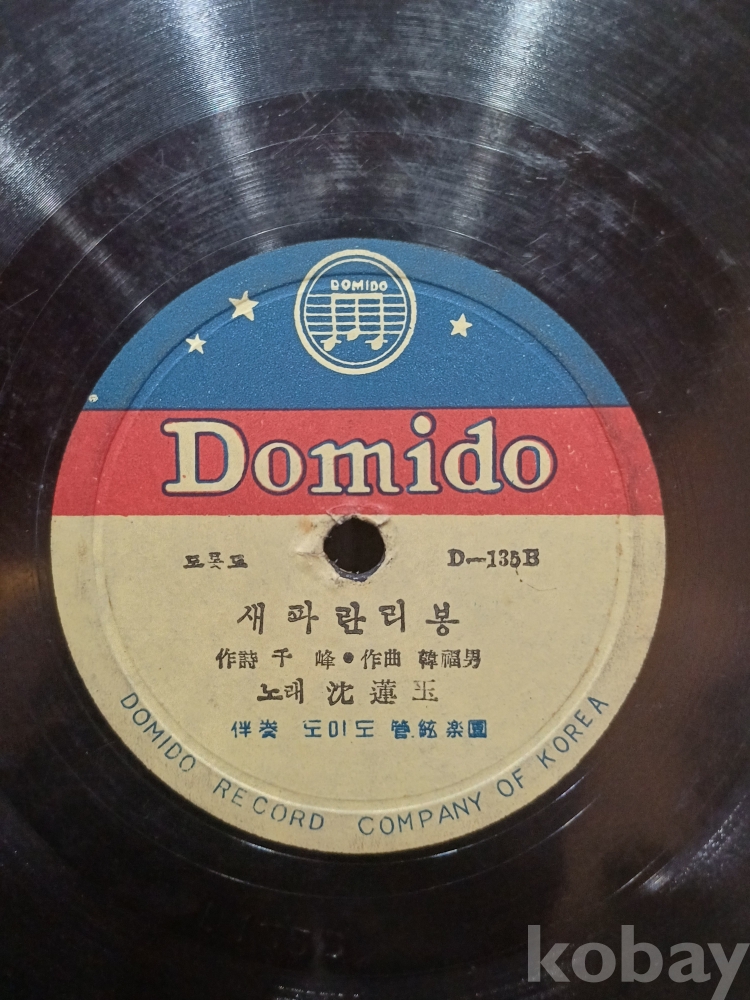 DOMIDO
Domido
도롯도 D-135B
새파란리봉
作詩 千峰 • 作曲 韓福男
노래 沈蓮玉
伴奏 도미도 管絃楽團
DOMIDO RECORD COMPANY OF KOREA
kobay